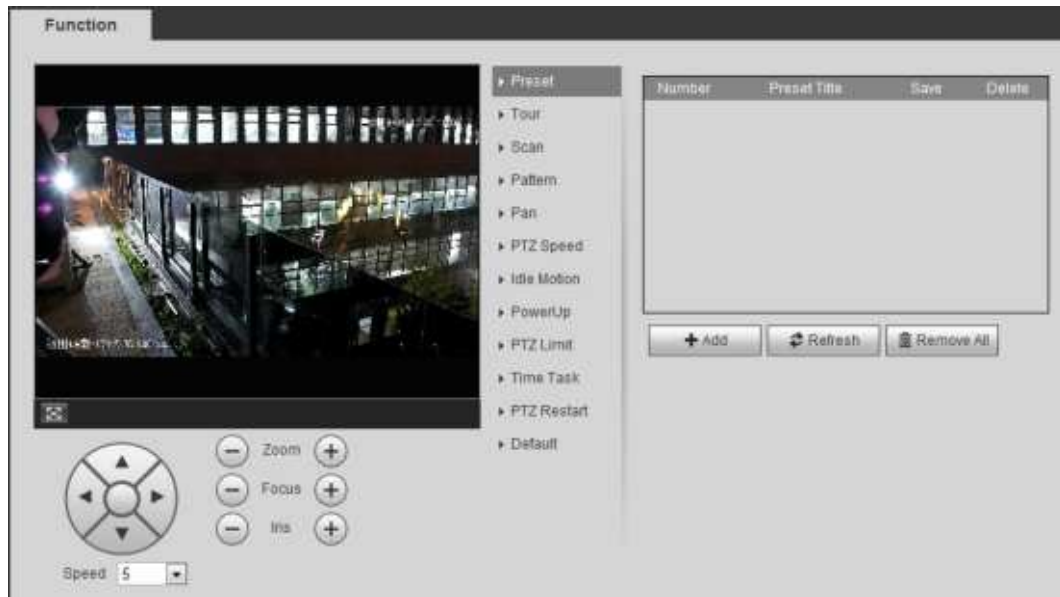 Function
Preset
Tour
Scan
Pattern
Pan
PTZ Speed
Idle Motion
PowerUp
PTZ Limit
Time Task
PTZ Restart
Default
Number Preset Title Save Delete
Add Refresh Remove All
Zoom
Focus
Iris
Speed 5